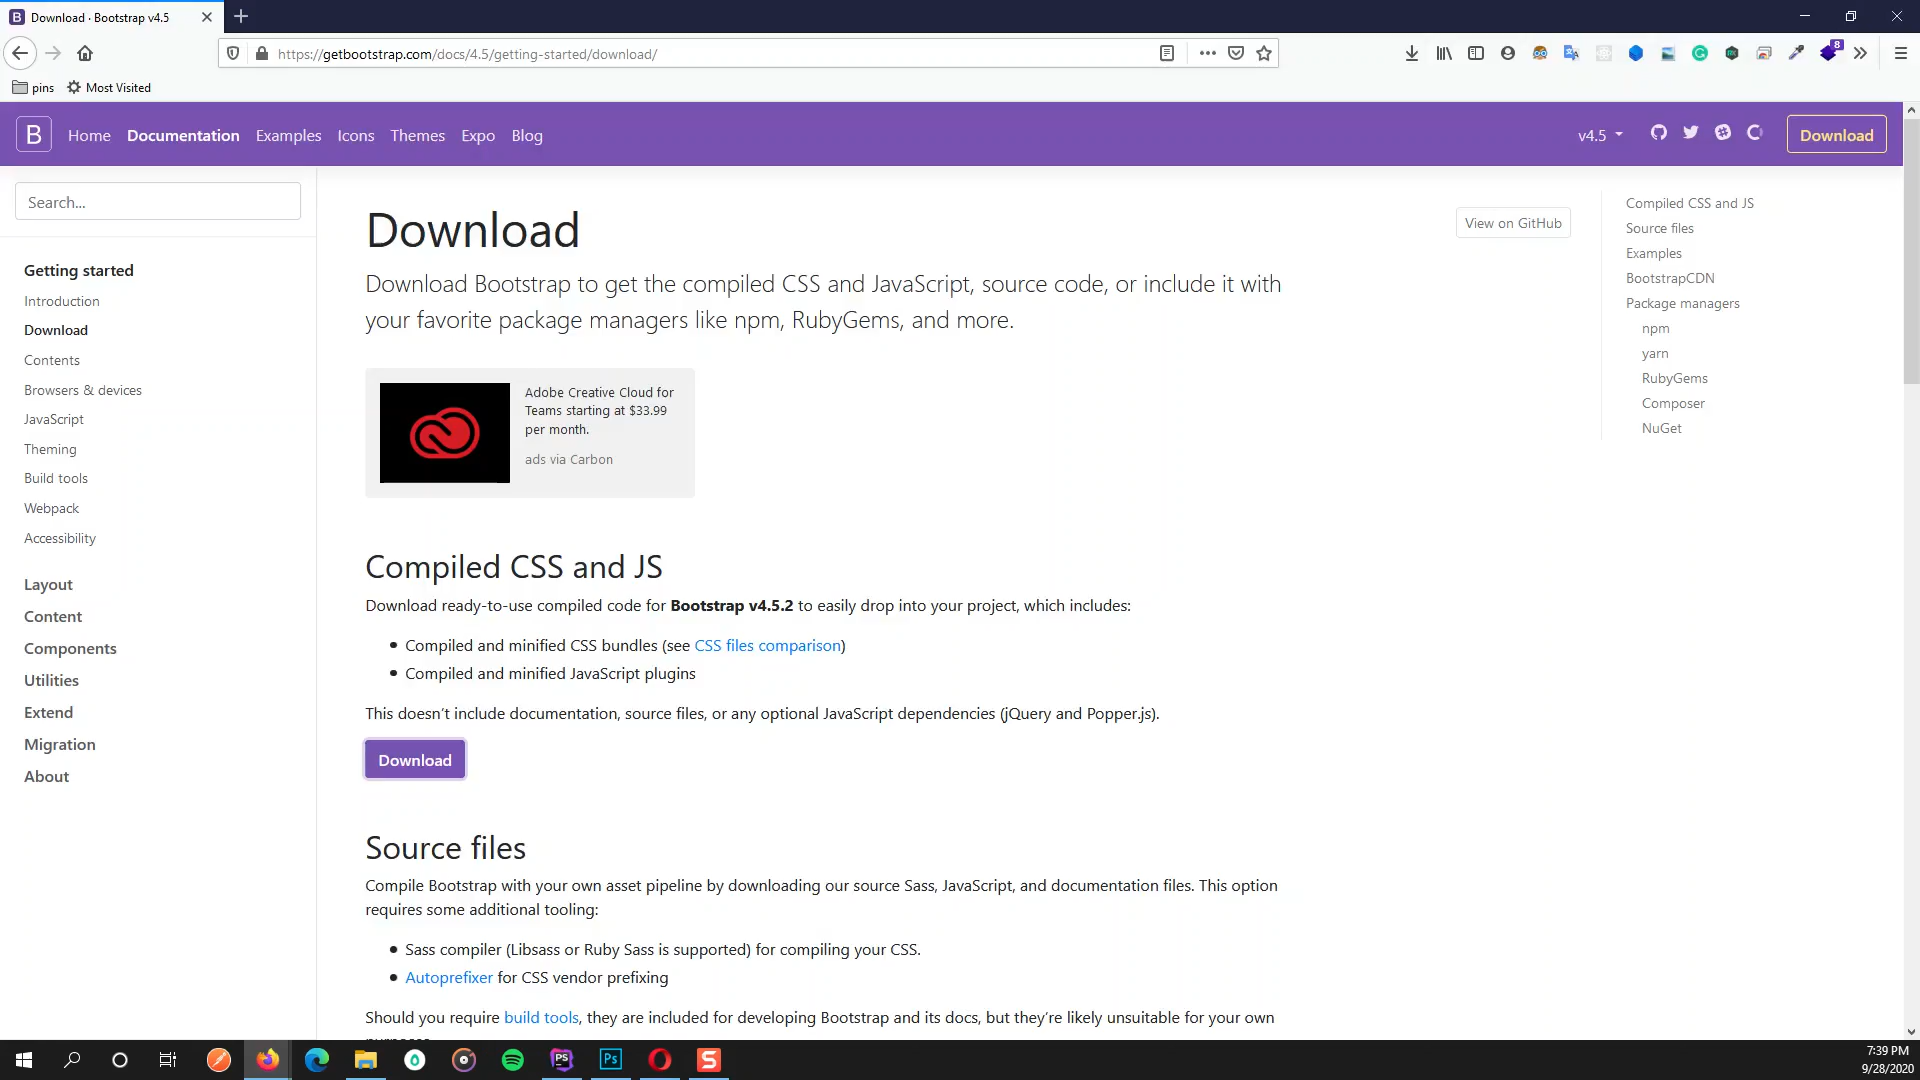 Download · Bootstrap v4.5
https://getbootstrap.com/docs/4.5/getting-started/download/
8
pins
Most Visited
B
Home
Documentation
Examples
Icons
Themes
Expo
Blog
v4.5
Download
Search...
Getting started
Introduction
Download
Contents
Browsers & devices
JavaScript
Theming
Build tools
Webpack
Accessibility
Layout
Content
Components
Utilities
Extend
Migration
About
Download
View on GitHub
Download Bootstrap to get the compiled CSS and JavaScript, source code, or include it with
your favorite package managers like npm, RubyGems, and more.
Adobe Creative Cloud for
Teams starting at $33.99
per month.
ads via Carbon
Compiled CSS and JS
Download ready-to-use compiled code for Bootstrap v4.5.2 to easily drop into your project, which includes:
Compiled and minified CSS bundles (see CSS files comparison)
Compiled and minified JavaScript plugins
This doesn’t include documentation, source files, or any optional JavaScript dependencies (jQuery and Popper.js).
Download
Source files
Compile Bootstrap with your own asset pipeline by downloading our source Sass, JavaScript, and documentation files. This option
requires some additional tooling:
Sass compiler (Libsass or Ruby Sass is supported) for compiling your CSS.
Autoprefixer for CSS vendor prefixing
Should you require build tools, they are included for developing Bootstrap and its docs, but they’re likely unsuitable for your own
Compiled CSS and JS
Source files
Examples
BootstrapCDN
Package managers
npm
yarn
RubyGems
Composer
NuGet
PS
Ps
S
7:39 PM
9/28/2020